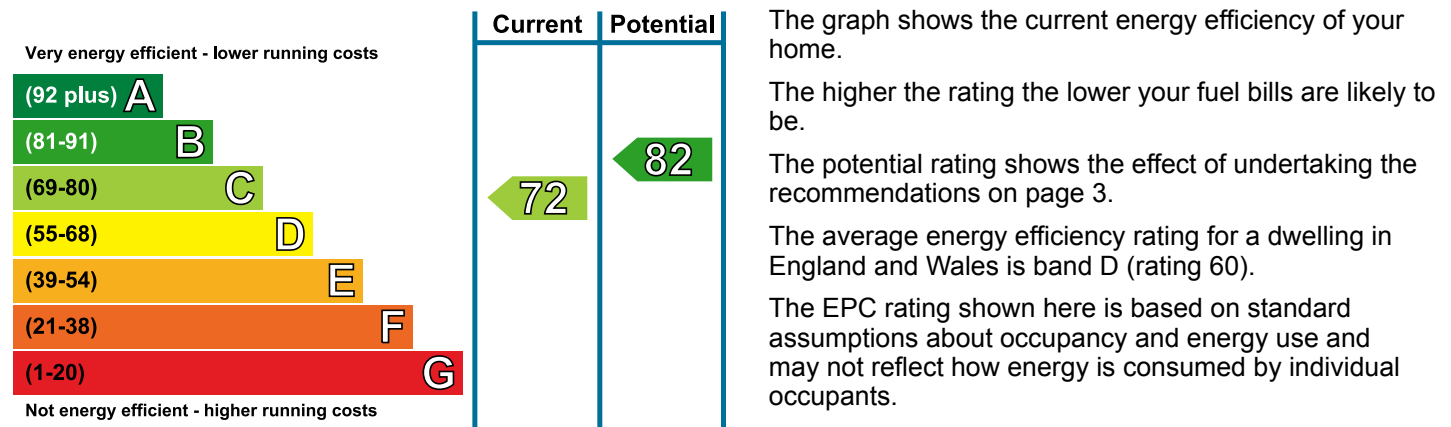 Current Potential
Very energy efficient - lower running costs
(92 plus) A
(81-91) B
(69-80) C
(55-68) D
(39-54) E
(21-38) F
(1-20) G
Not energy efficient - higher running costs
72
82
The graph shows the current energy efficiency of your
home.
The higher the rating the lower your fuel bills are likely to
be.
The potential rating shows the effect of undertaking the
recommendations on page 3.
The average energy efficiency rating for a dwelling in
England and Wales is band D (rating 60).
The EPC rating shown here is based on standard
assumptions about occupancy and energy use and
may not reflect how energy is consumed by individual
occupants.